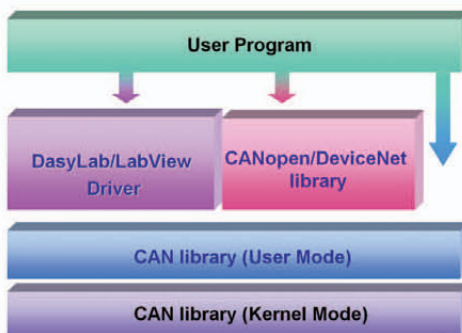 User Program
DasyLab/LabView
Driver
CANopen/DeviceNet
library
CAN library (User Mode)
CAN library (Kernel Mode)